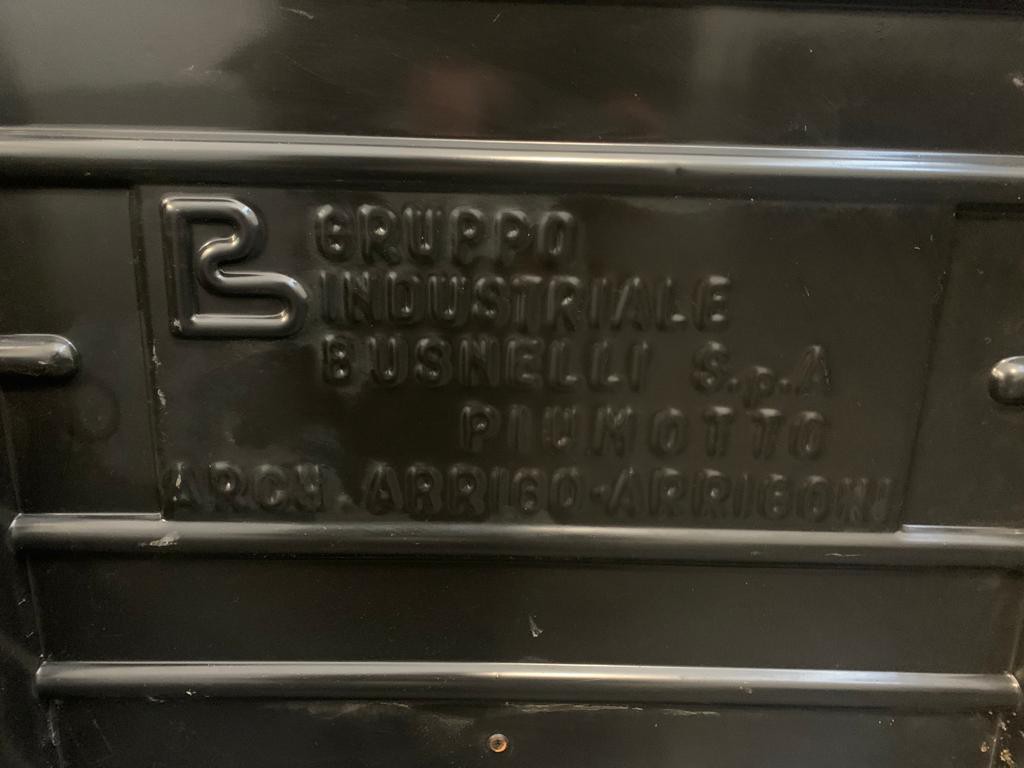 B
GRUPPO
INDUSTRIALE
BUSNELLI S.p.A
PIUMOTTO
ARCH. ARRIGO-ARRIGONI